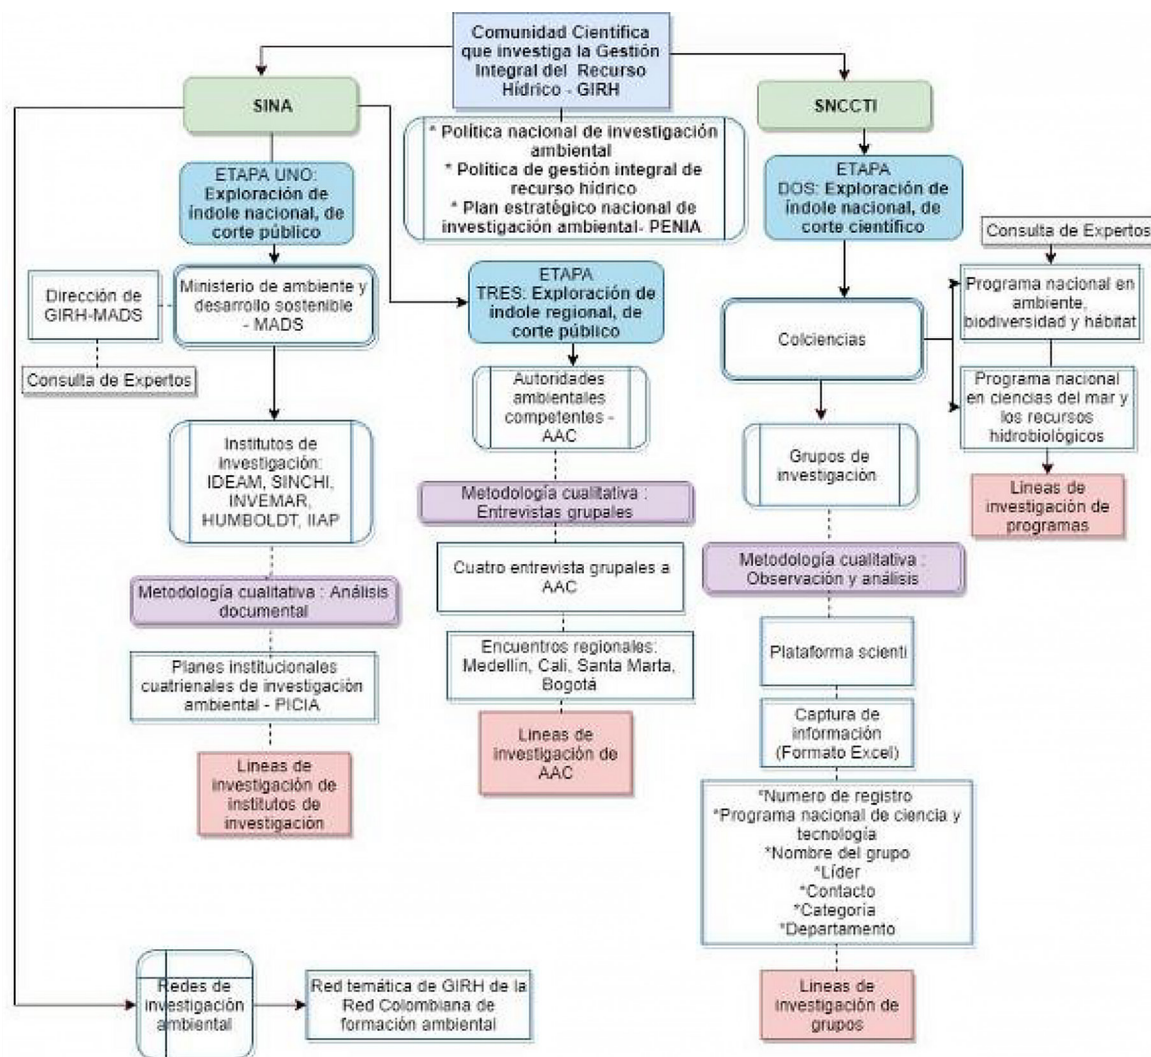 Comunidad Científica
que investiga la Gestión
Integral del Recurso
Hídrico - GIRH
SINA
SNCCTI
* Política nacional de investigación
ambiental
* Política de gestión integral de
recurso hídrico
* Plan estratégico nacional de
investigación ambiental- PENIA
ETAPA UNO:
Exploración de
índole nacional, de
corte público
ETAPA
DOS: Exploración de
índole nacional, de
corte científico
Consulta de Expertos
Dirección de
GIRH-MADS
Ministerio de ambiente y
desarrollo sostenible
- MADS
ETAPA
TRES: Exploración de
índole regional, de
corte público
Colciencias
Programa nacional en
ambiente,
biodiversidad y hábitat
Consulta de Expertos
Autoridades
ambientales
competentes -
AAC
Programa nacional
en ciencias del mar y
los recursos
hidrobiológicos
Institutos de
investigación:
IDEAM, SINCHI,
INVEMAR,
HUMBOLDT, IIAP
Grupos de
investigación
Lineas de
investigación de
programas
Metodología cualitativa :
Entrevistas grupales
Metodología cualitativa : Análisis
documental
Cuatro entrevista grupales a
AAC
Metodología cualitativa :
Observación y análisis
Planes institucionales
cuatrienales de investigación
ambiental - PICIA
Encuentros regionales:
Medellín, Cali, Santa Marta,
Bogotá
Plataforma scienti
Lineas de
investigación de
institutos de
investigación
Lineas de
investigación de
AAC
Captura de
información
(Formato Excel)
*Numero de registro
*Programa nacional de ciencia y
tecnología
*Nombre del grupo
*Líder
*Contacto
*Categoría
*Departamento
Redes de
investigación
ambiental
Red temática de GIRH de la
Red Colombiana de
formación ambiental
Lineas de
investigación de
grupos